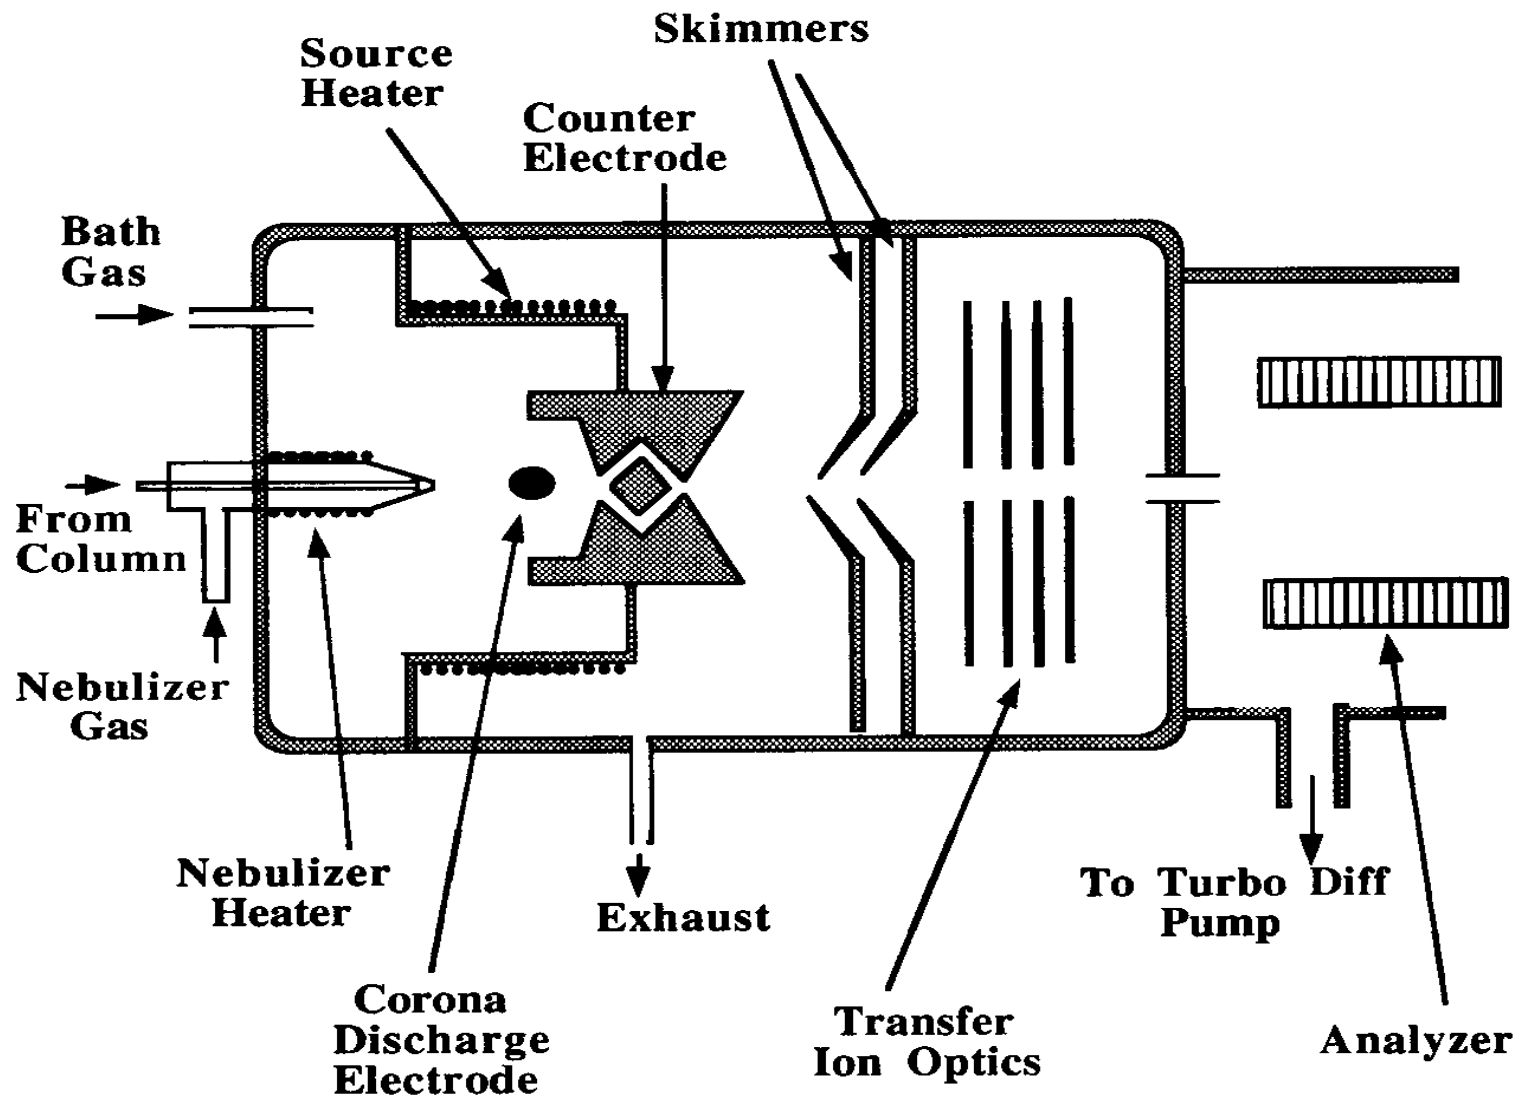 Skimmers
Source
Heater
Counter
Electrode
Bath
Gas
From
Column
Nebulizer
Gas
Nebulizer
Heater
Exhaust
To Turbo Diff
Pump
Corona
Discharge
Electrode
Transfer
Ion Optics
Analyzer